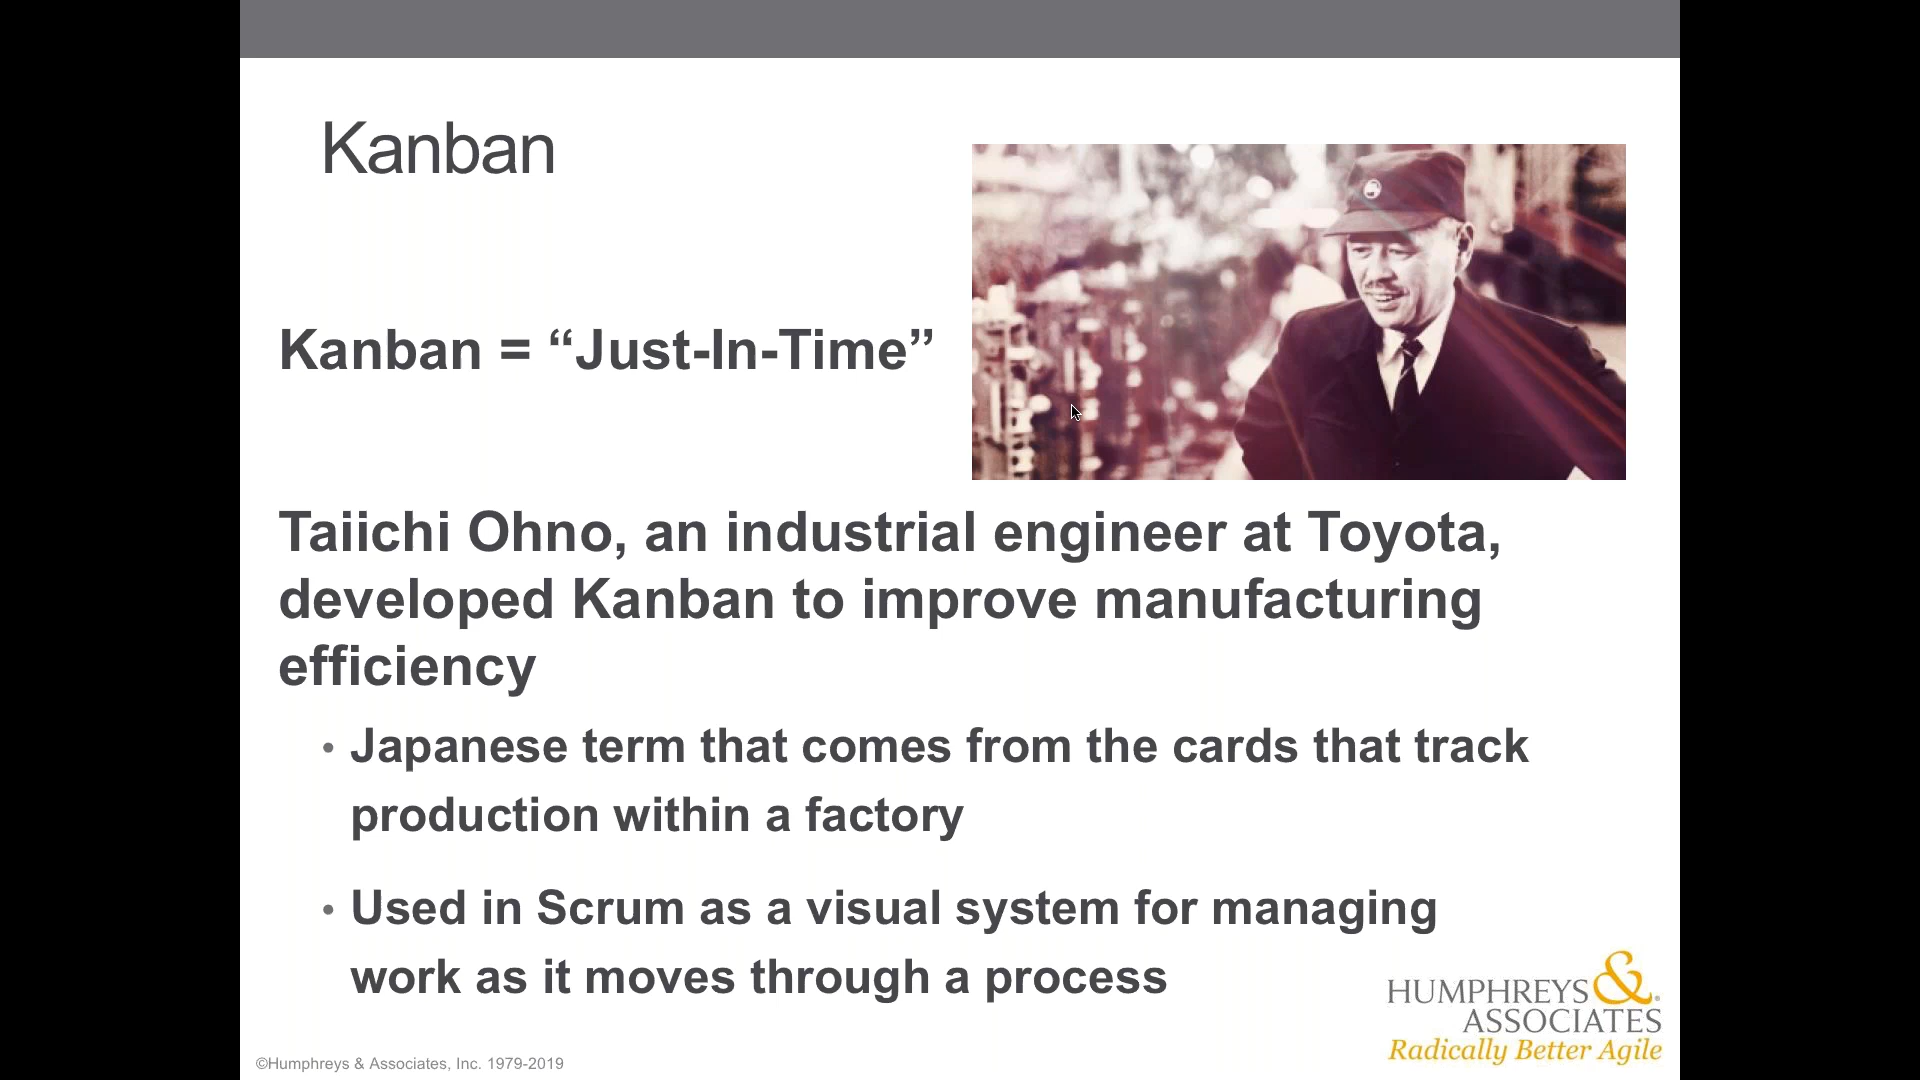 Kanban
Kanban = “Just-In-Time”
Taiichi Ohno, an industrial engineer at Toyota,
developed Kanban to improve manufacturing
efficiency
• Japanese term that comes from the cards that track
production within a factory
• Used in Scrum as a visual system for managing
work as it moves through a process
HUMPHREYS &®
ASSOCIATES
Radically Better Agile
©Humphreys & Associates, Inc. 1979-2019